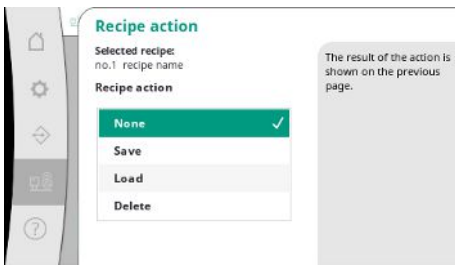 Recipe action
Selected recipe:
no.1 recipe name
Recipe action
None
Save
Load
Delete
The result of the action is
shown on the previous
page.
?